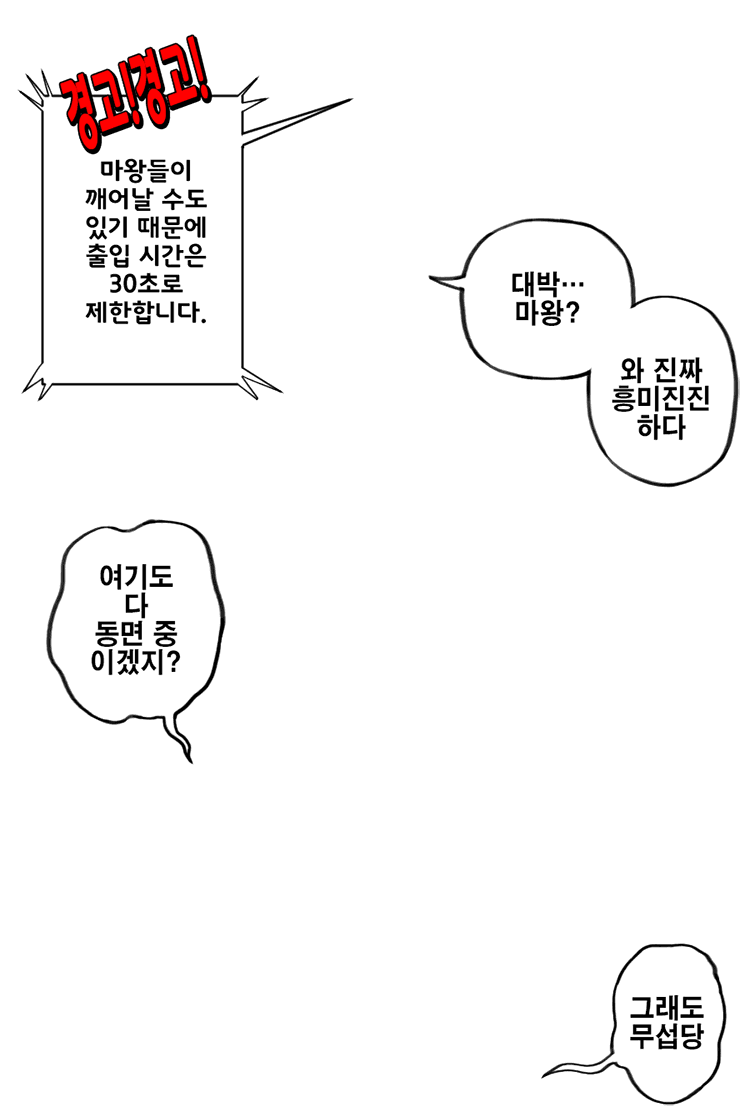 경고!경고!
마왕들이
깨어날 수도
있기 때문에
출입 시간은
30초로
제한합니다.
대박…
마왕?
와 진짜
흥미진진
하다
여기도
다
동면 중
이겠지?
그래도
무섭당